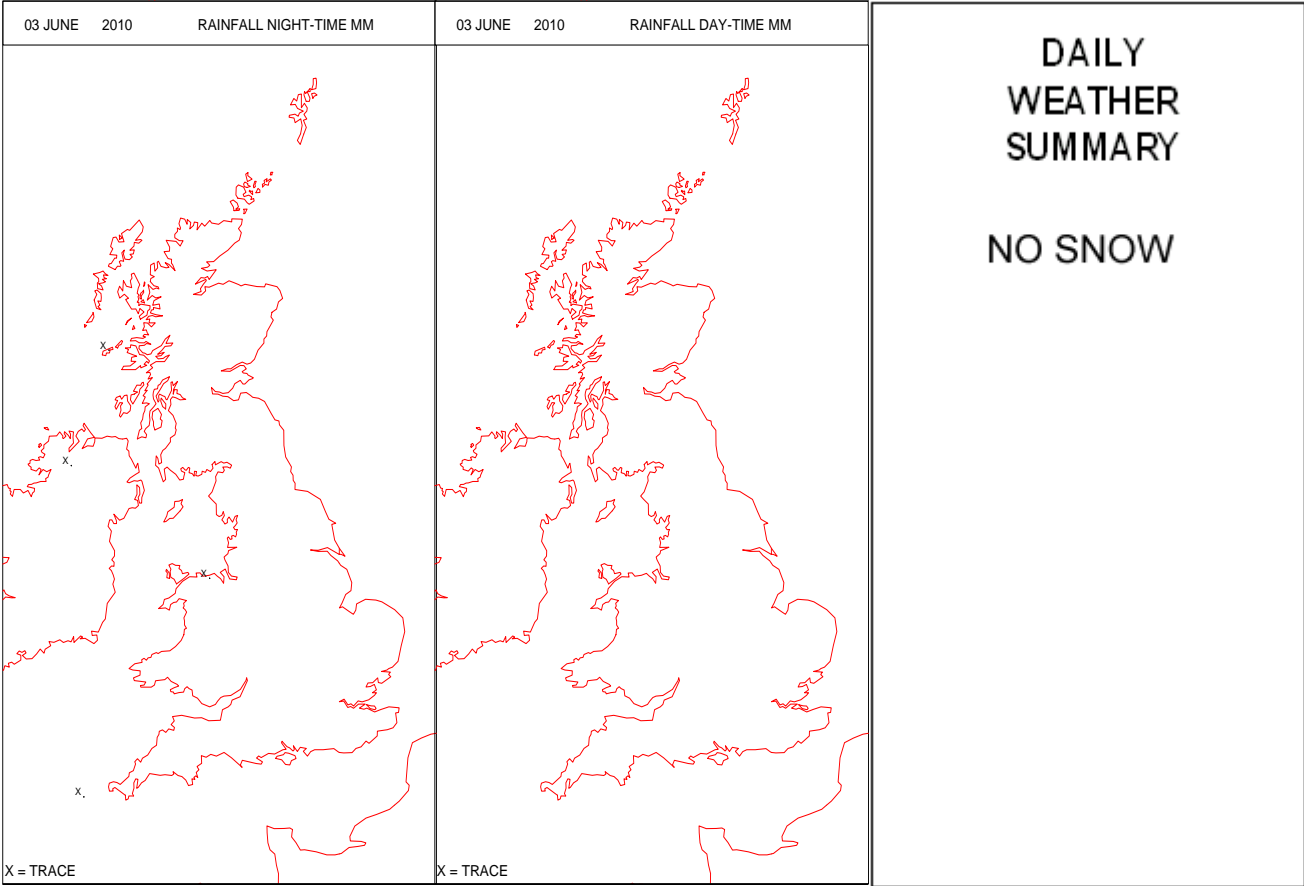 03 JUNE 2010 RAINFALL NIGHT-TIME MM
X
X
X
X
X = TRACE
03 JUNE 2010 RAINFALL DAY-TIME MM
X = TRACE
DAILY
WEATHER
SUMMARY
NO SNOW